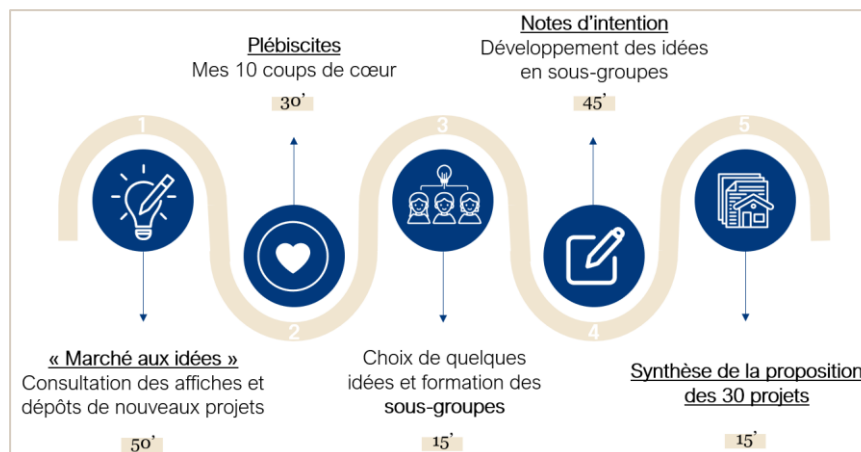 Plébiscites
Mes 10 coups de cœur
30’
Notes d’intention
Développement des idées
en sous-groupes
45’
1
2
3
4
5
« Marché aux idées »
Consultation des affiches et
dépôts de nouveaux projets
50’
Choix de quelques
idées et formation des
sous-groupes
15’
Synthèse de la proposition
des 30 projets
15’